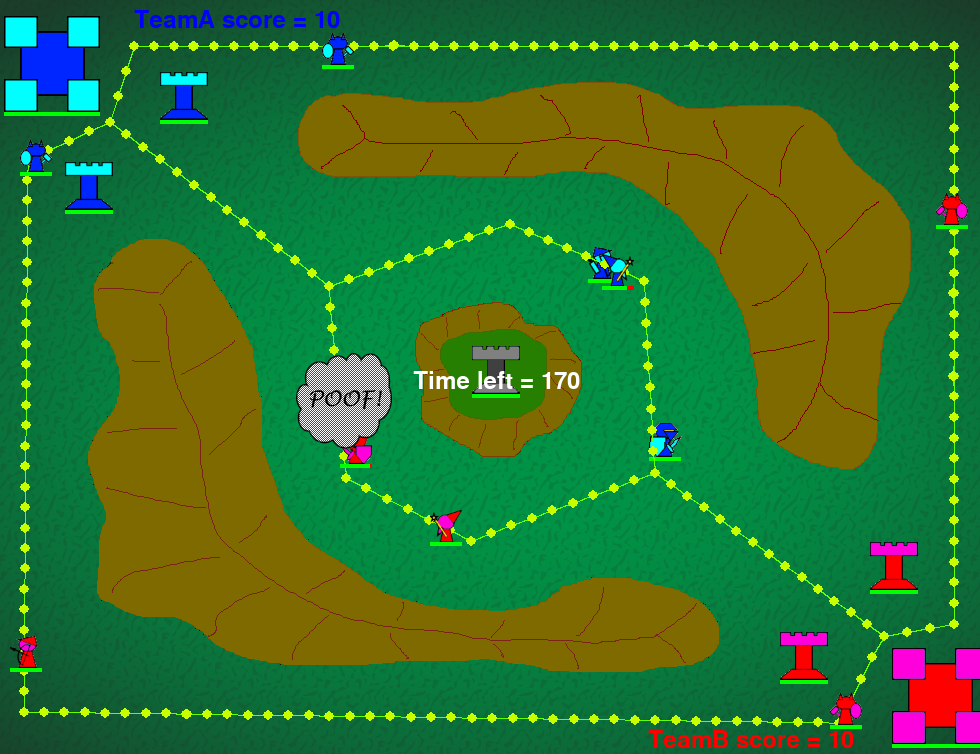 TeamA score = 10
Time left = 170
POOF!
TeamB score = 10